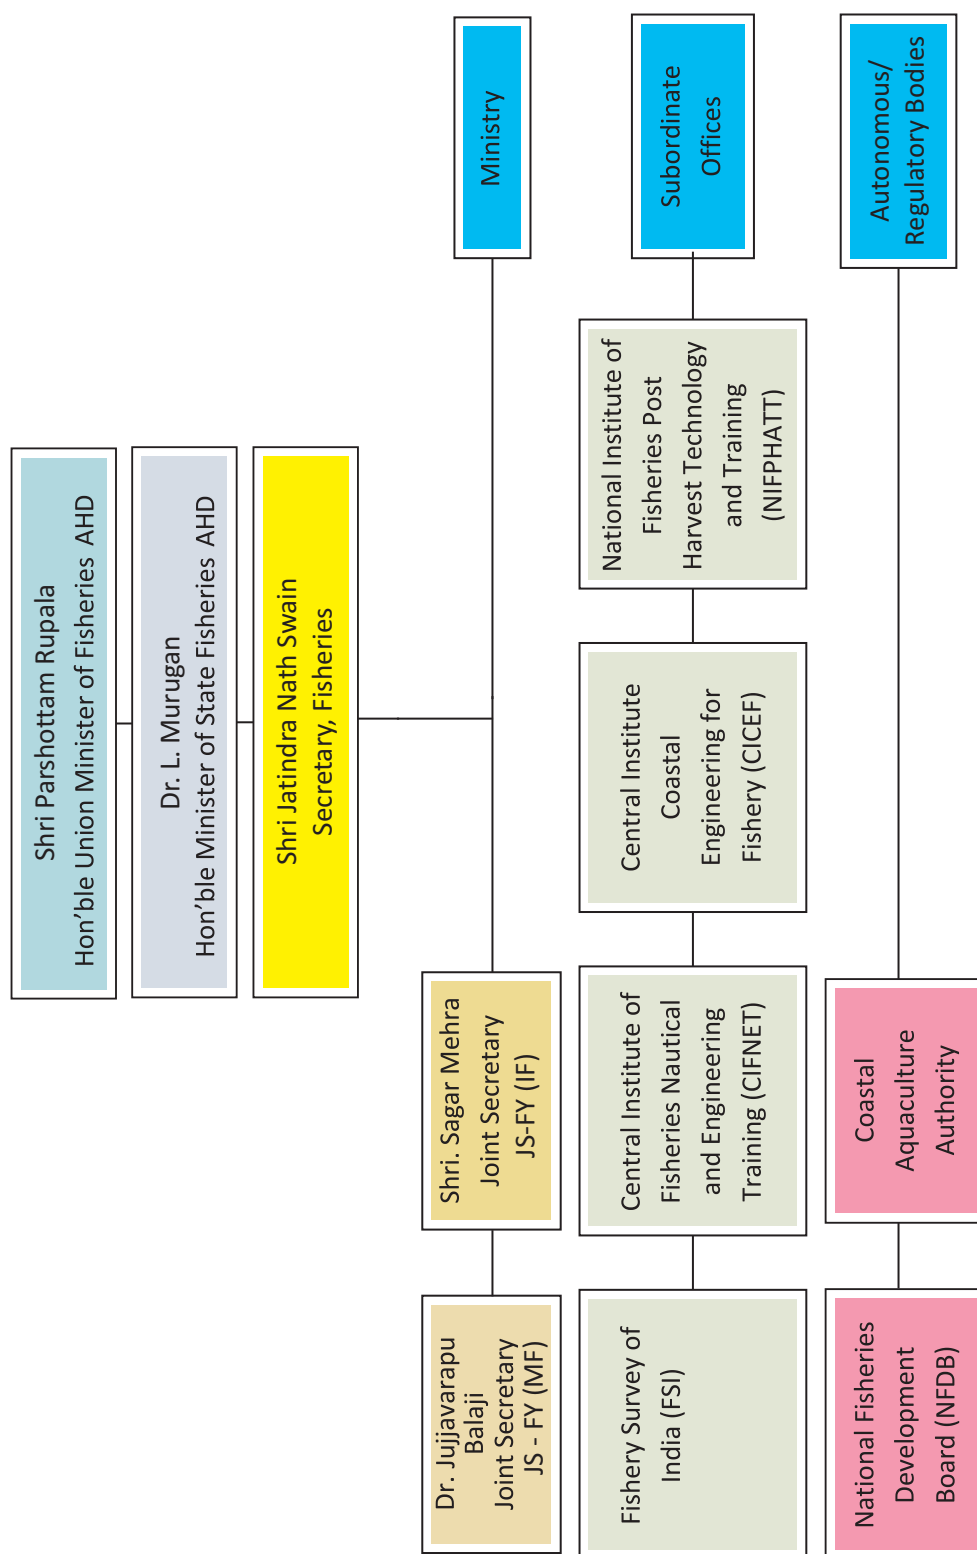 Shri Parshottam Rupala
Hon'ble Union Minister of Fisheries AHD
Dr. L. Murugan
Hon'ble Minister of State Fisheries AHD
Shri Jatindra Nath Swain
Secretary, Fisheries
Dr. Jujjavarapu
Balaji
Joint Secretary
JS - FY (MF)
Shri. Sagar Mehra
Joint Secretary
JS-FY (IF)
Ministry
Fishery Survey of
India (FSI)
Central Institute of
Fisheries Nautical
and Engineering
Training (CIFNET)
Central Institute
Coastal
Engineering for
Fishery (CICEF)
National Institute of
Fisheries Post
Harvest Technology
and Training
(NIFPHATT)
Subordinate
Offices
National Fisheries
Development
Board (NFDB)
Coastal
Aquaculture
Authority
Autonomous/
Regulatory Bodies